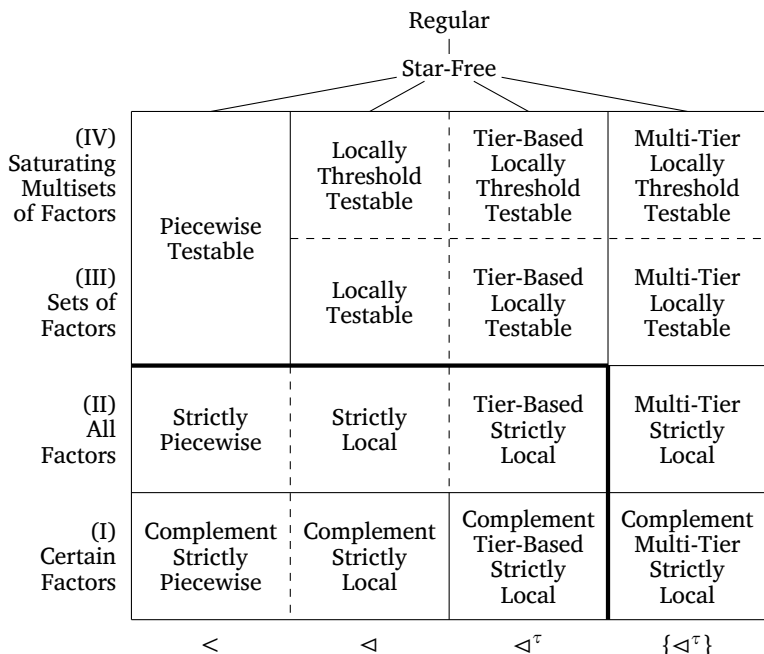 Regular
Star-Free
(IV)
Saturating
Multisets
of Factors
Piecewise
Testable
Locally
Threshold
Testable
Tier-Based
Locally
Threshold
Testable
Multi-Tier
Locally
Threshold
Testable
(III)
Sets of
Factors
Locally
Testable
Tier-Based
Locally
Testable
Multi-Tier
Locally
Testable
(II)
All
Factors
Strictly
Piecewise
Strictly
Local
Tier-Based
Strictly
Local
Multi-Tier
Strictly
Local
(I)
Certain
Factors
Complement
Strictly
Piecewise
Complement
Strictly
Local
Complement
Tier-Based
Strictly
Local
Complement
Multi-Tier
Strictly
Local
< ⊲ ⊲^τ {⊲^τ}